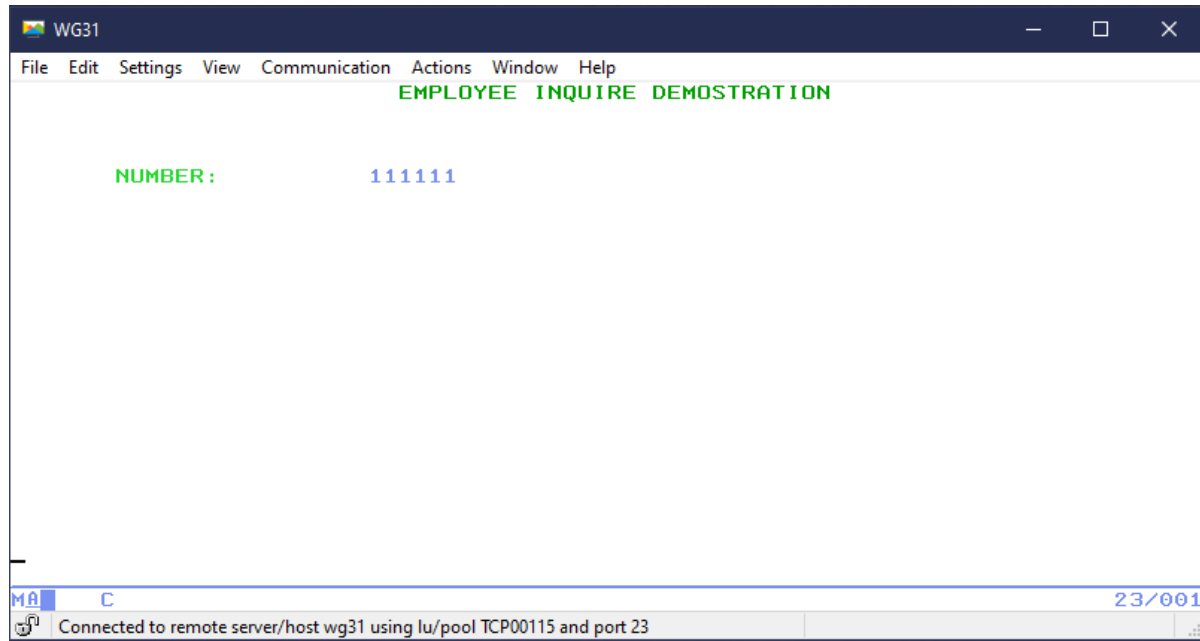 WG31
File Edit Settings View Communication Actions Window Help
EMPLOYEE INQUIRE DEMOSTRATION
NUMBER: 111111
MA C 23/001
Connected to remote server/host wg31 using lu/pool TCP00115 and port 23